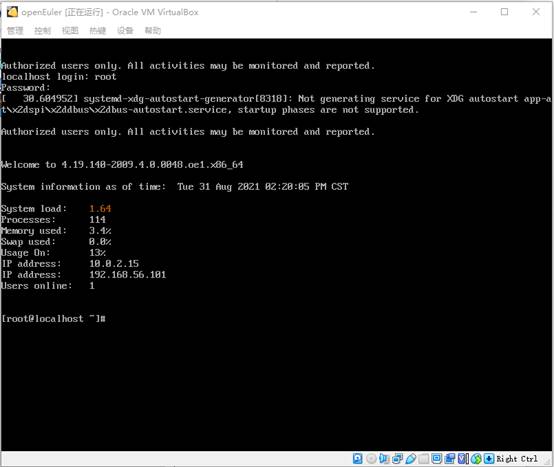 openEuler [正在运行] - Oracle VM VirtualBox
管理 控制 视图 热键 设备 帮助
Authorized users only. All activities may be monitored and reported.
localhost login: root
Password:
[   30.604952] systemd-xdg-autostart-generator[8318]: Not generating service for XDG autostart app-a
t\x2dspi\x2ddbus\x2dbus-autostart.service, startup phases are not supported.
Authorized users only. All activities may be monitored and reported.
Welcome to 4.19.140-2009.4.0.0048.oe1.x86_64
System information as of time:  Tue 31 Aug 2021 02:20:05 PM CST
System load:    1.64
Processes:      114
Memory used:    3.4%
Swap used:      0.0%
Usage On:       13%
IP address:     10.0.2.15
IP address:     192.168.56.101
Users online:   1
[root@localhost ~]#
Right Ctrl